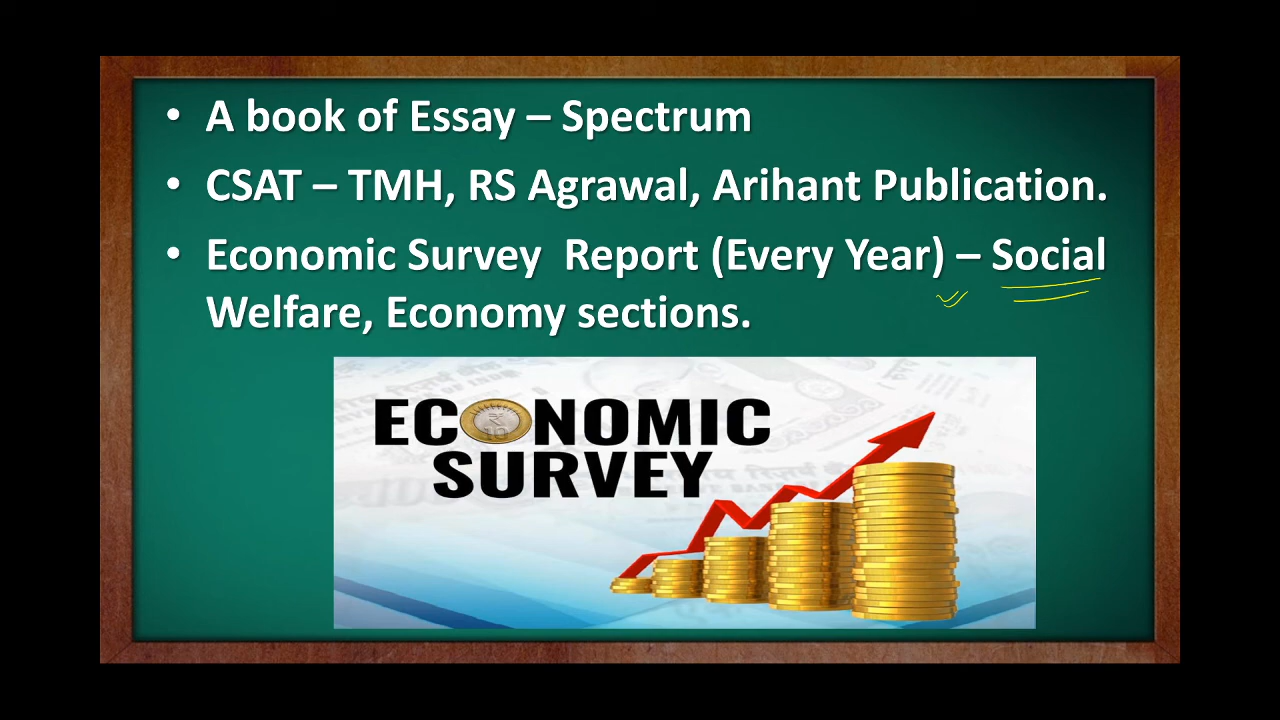 • A book of Essay – Spectrum
• CSAT – TMH, RS Agrawal, Arihant Publication.
• Economic Survey Report (Every Year) – Social
Welfare, Economy sections.
ECONOMIC
SURVEY